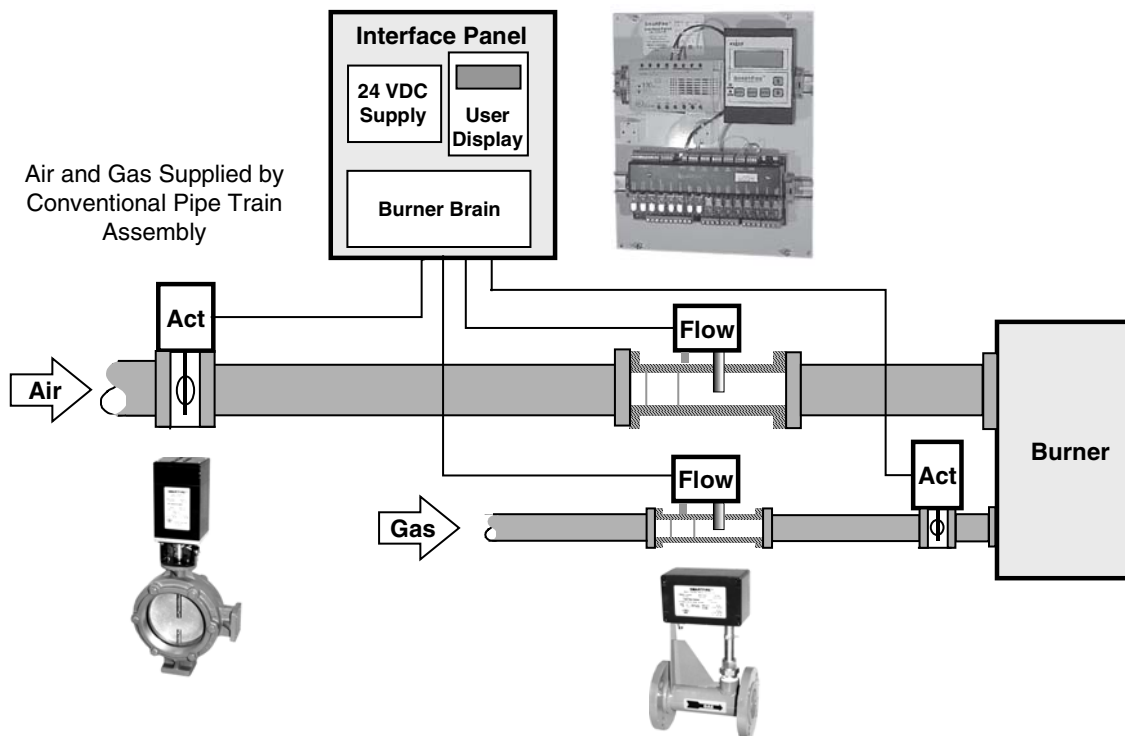 Interface Panel
24 VDC
Supply
User
Display
Burner Brain
Air and Gas Supplied by
Conventional Pipe Train
Assembly
Act
Flow
Air
Burner
Flow
Act
Gas